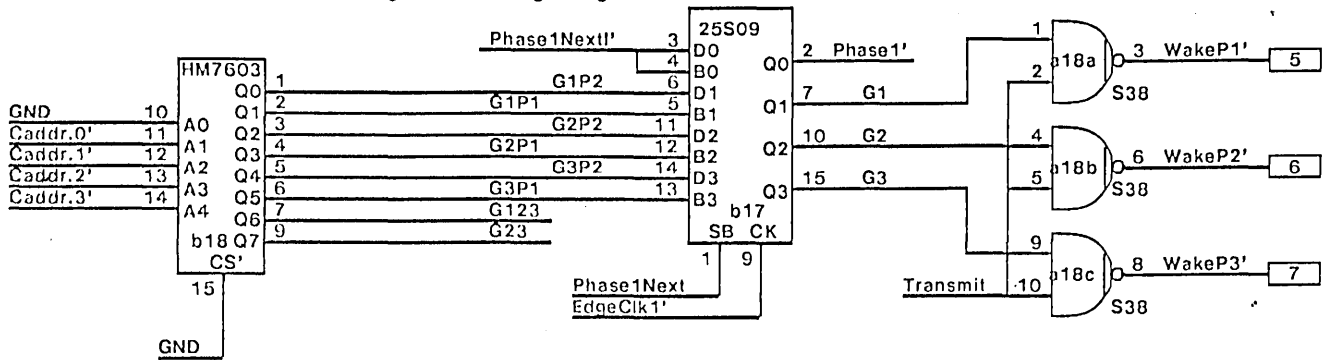 25S09
Phase1NextI' 3 D0
4 B0
Q0 2 Phase1'
HM7603
Q0 1 G1P2 6 D1
Q1 2 G1P1 5 B1
Q1 7 G1
GND 10 A0
Caddr.0' 11 A1
Caddr.1' 12 A2
Caddr.2' 13 A3
Caddr.3' 14 A4
Q2 3 G2P2 11 D2
Q3 4 G2P1 12 B2
Q2 10 G2
Q4 5 G3P2 14 D3
Q5 6 G3P1 13 B3
Q3 15 G3
Q6 7 G123
b18 Q7 9 G23
CS'
15
GND
b17
SB CK
1 9
Phase1Next
EdgeClk1'
1
2 a18a 3 WakeP1' 5
S38
4
5 a18b 6 WakeP2' 6
S38
9
Transmit 10 a18c 8 WakeP3' 7
S38